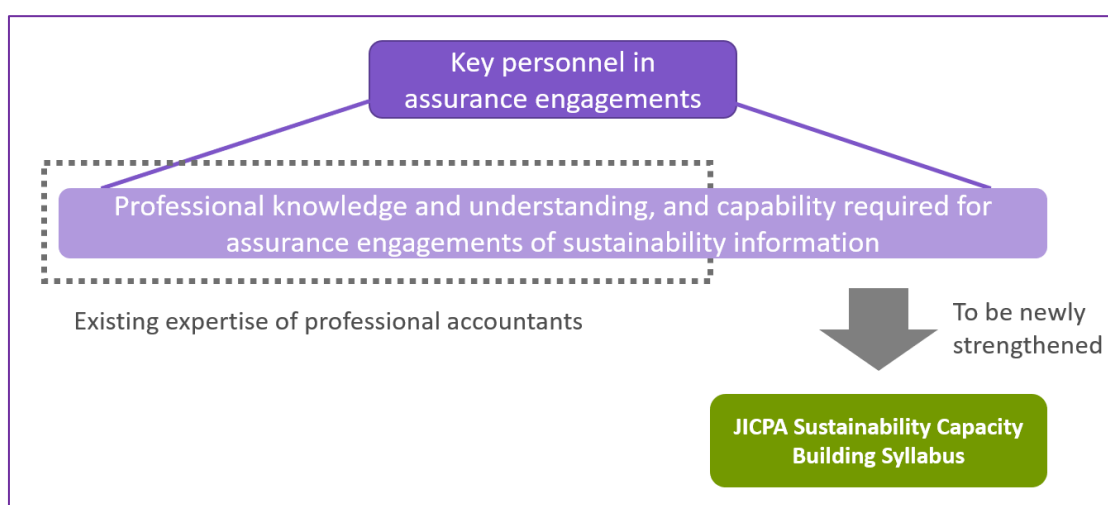 Key personnel in
assurance engagements
Professional knowledge and understanding, and capability required for
assurance engagements of sustainability information
Existing expertise of professional accountants
To be newly
strengthened
JICPA Sustainability Capacity
Building Syllabus